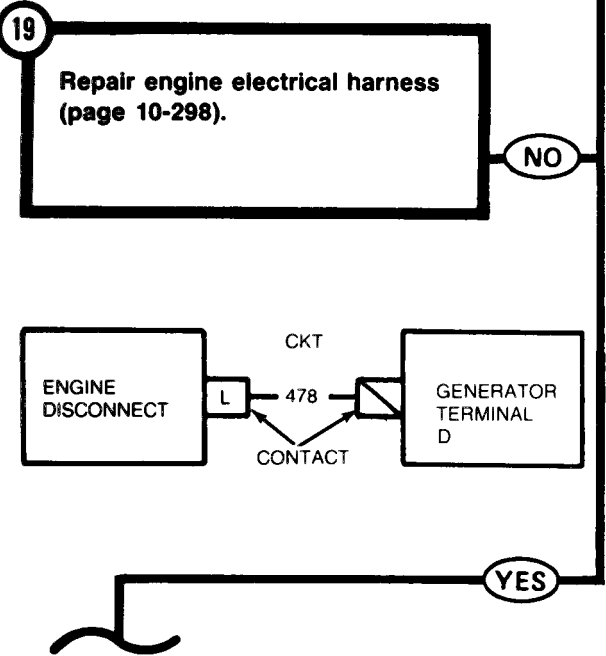 19
Repair engine electrical harness
(page 10-298).
NO
CKT
ENGINE
DISCONNECT
L
478
GENERATOR
TERMINAL
D
CONTACT
YES